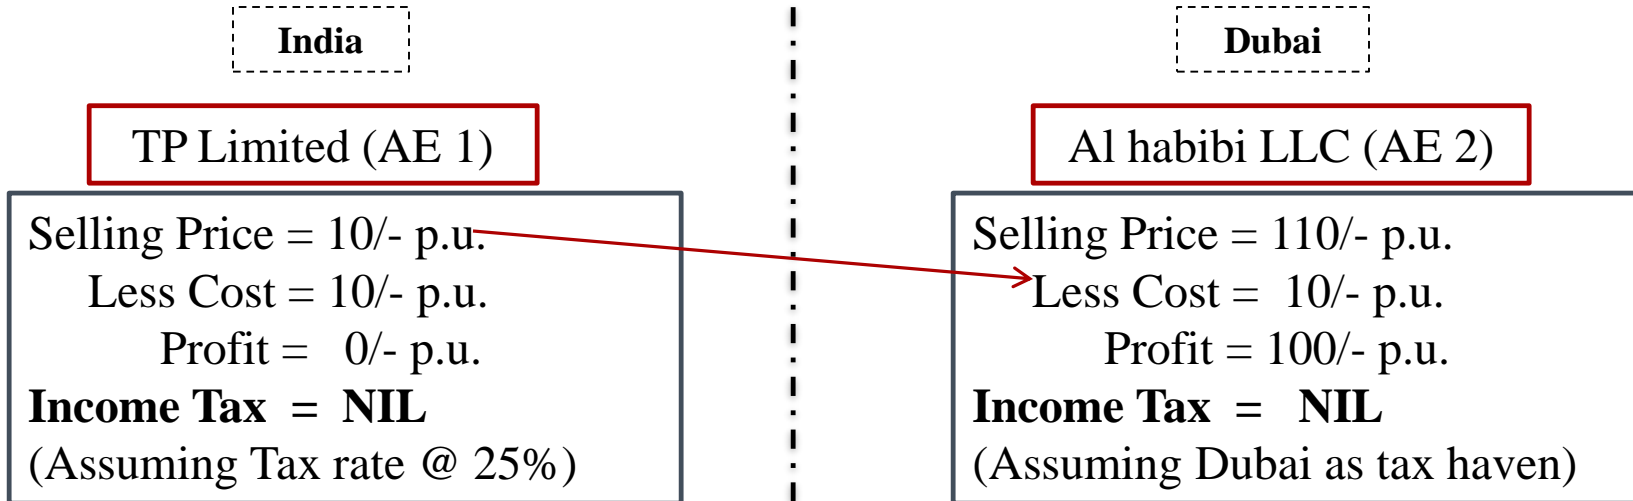 India
TP Limited (AE 1)
Selling Price = 10/- p.u.
Less Cost = 10/- p.u.
Profit = 0/- p.u.
Income Tax = NIL
(Assuming Tax rate @ 25%)
Dubai
Al habibi LLC (AE 2)
Selling Price = 110/- p.u.
Less Cost = 10/- p.u.
Profit = 100/- p.u.
Income Tax = NIL
(Assuming Dubai as tax haven)